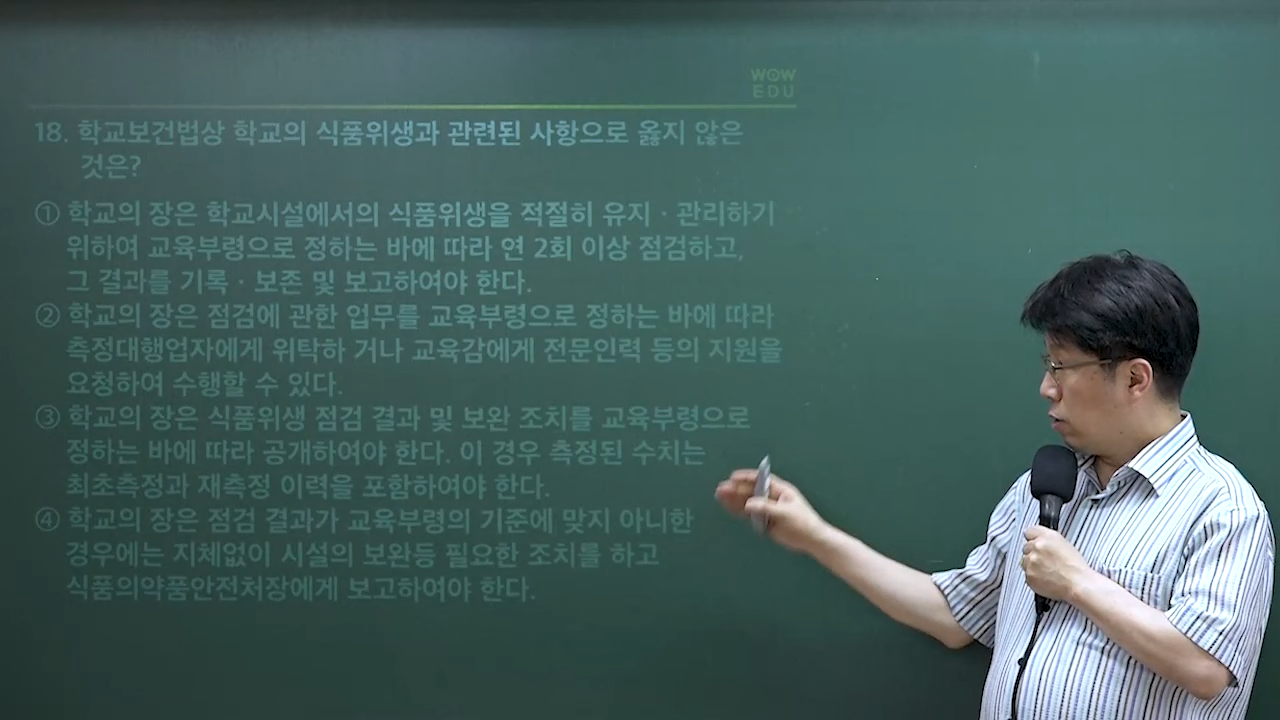 WOW
EDU
18. 학교보건법상 학교의 식품위생과 관련된 사항으로 옳지 않은
것은?
① 학교의 장은 학교시설에서의 식품위생을 적절히 유지 · 관리하기
위하여 교육부령으로 정하는 바에 따라 연 2회 이상 점검하고,
그 결과를 기록 · 보존 및 보고하여야 한다.
② 학교의 장은 점검에 관한 업무를 교육부령으로 정하는 바에 따라
측정대행업자에게 위탁하 거나 교육감에게 전문인력 등의 지원을
요청하여 수행할 수 있다.
③ 학교의 장은 식품위생 점검 결과 및 보완 조치를 교육부령으로
정하는 바에 따라 공개하여야 한다. 이 경우 측정된 수치는
최초측정과 재측정 이력을 포함하여야 한다.
④ 학교의 장은 점검 결과가 교육부령의 기준에 맞지 아니한
경우에는 지체없이 시설의 보완등 필요한 조치를 하고
식품의약품안전처장에게 보고하여야 한다.